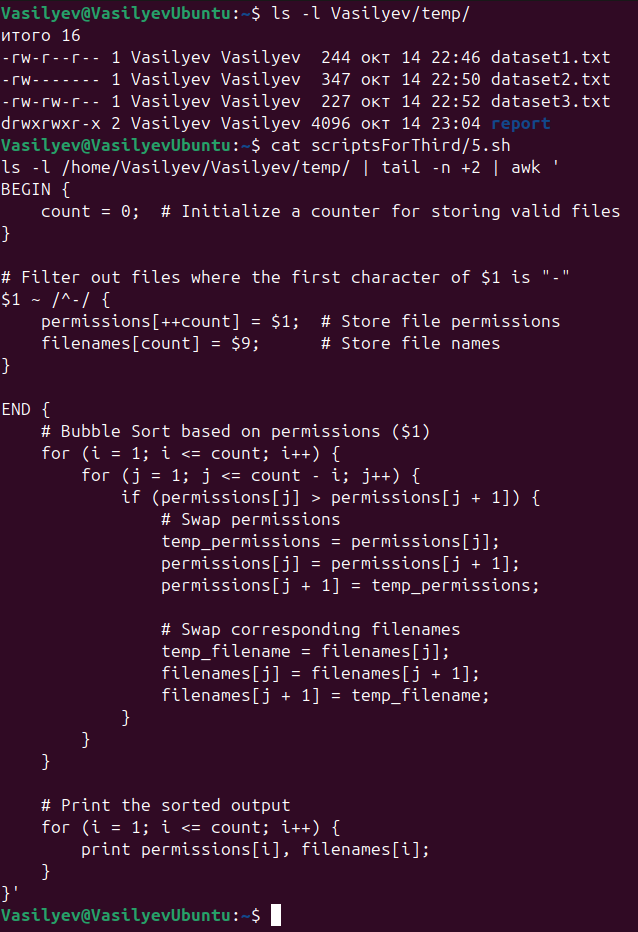 Vasilyev@VasilyevUbuntu:~$ ls -l Vasilyev/temp/
итого 16
-rw-r--r-- 1 Vasilyev Vasilyev  244 окт 14 22:46 dataset1.txt
-rw------- 1 Vasilyev Vasilyev  347 окт 14 22:50 dataset2.txt
-rw-rw-r-- 1 Vasilyev Vasilyev  227 окт 14 22:52 dataset3.txt
drwxrwxr-x 2 Vasilyev Vasilyev 4096 окт 14 23:04 report
Vasilyev@VasilyevUbuntu:~$ cat scriptsForThird/5.sh
ls -l /home/Vasilyev/Vasilyev/temp/ | tail -n +2 | awk '
BEGIN {
    count = 0;  # Initialize a counter for storing valid files
}

# Filter out files where the first character of $1 is "-"
$1 ~ /^-/ {
    permissions[++count] = $1;  # Store file permissions
    filenames[count] = $9;      # Store file names
}

END {
    # Bubble Sort based on permissions ($1)
    for (i = 1; i <= count; i++) {
        for (j = 1; j <= count - i; j++) {
            if (permissions[j] > permissions[j + 1]) {
                # Swap permissions
                temp_permissions = permissions[j];
                permissions[j] = permissions[j + 1];
                permissions[j + 1] = temp_permissions;

                # Swap corresponding filenames
                temp_filename = filenames[j];
                filenames[j] = filenames[j + 1];
                filenames[j + 1] = temp_filename;
            }
        }
    }

    # Print the sorted output
    for (i = 1; i <= count; i++) {
        print permissions[i], filenames[i];
    }
}'
Vasilyev@VasilyevUbuntu:~$